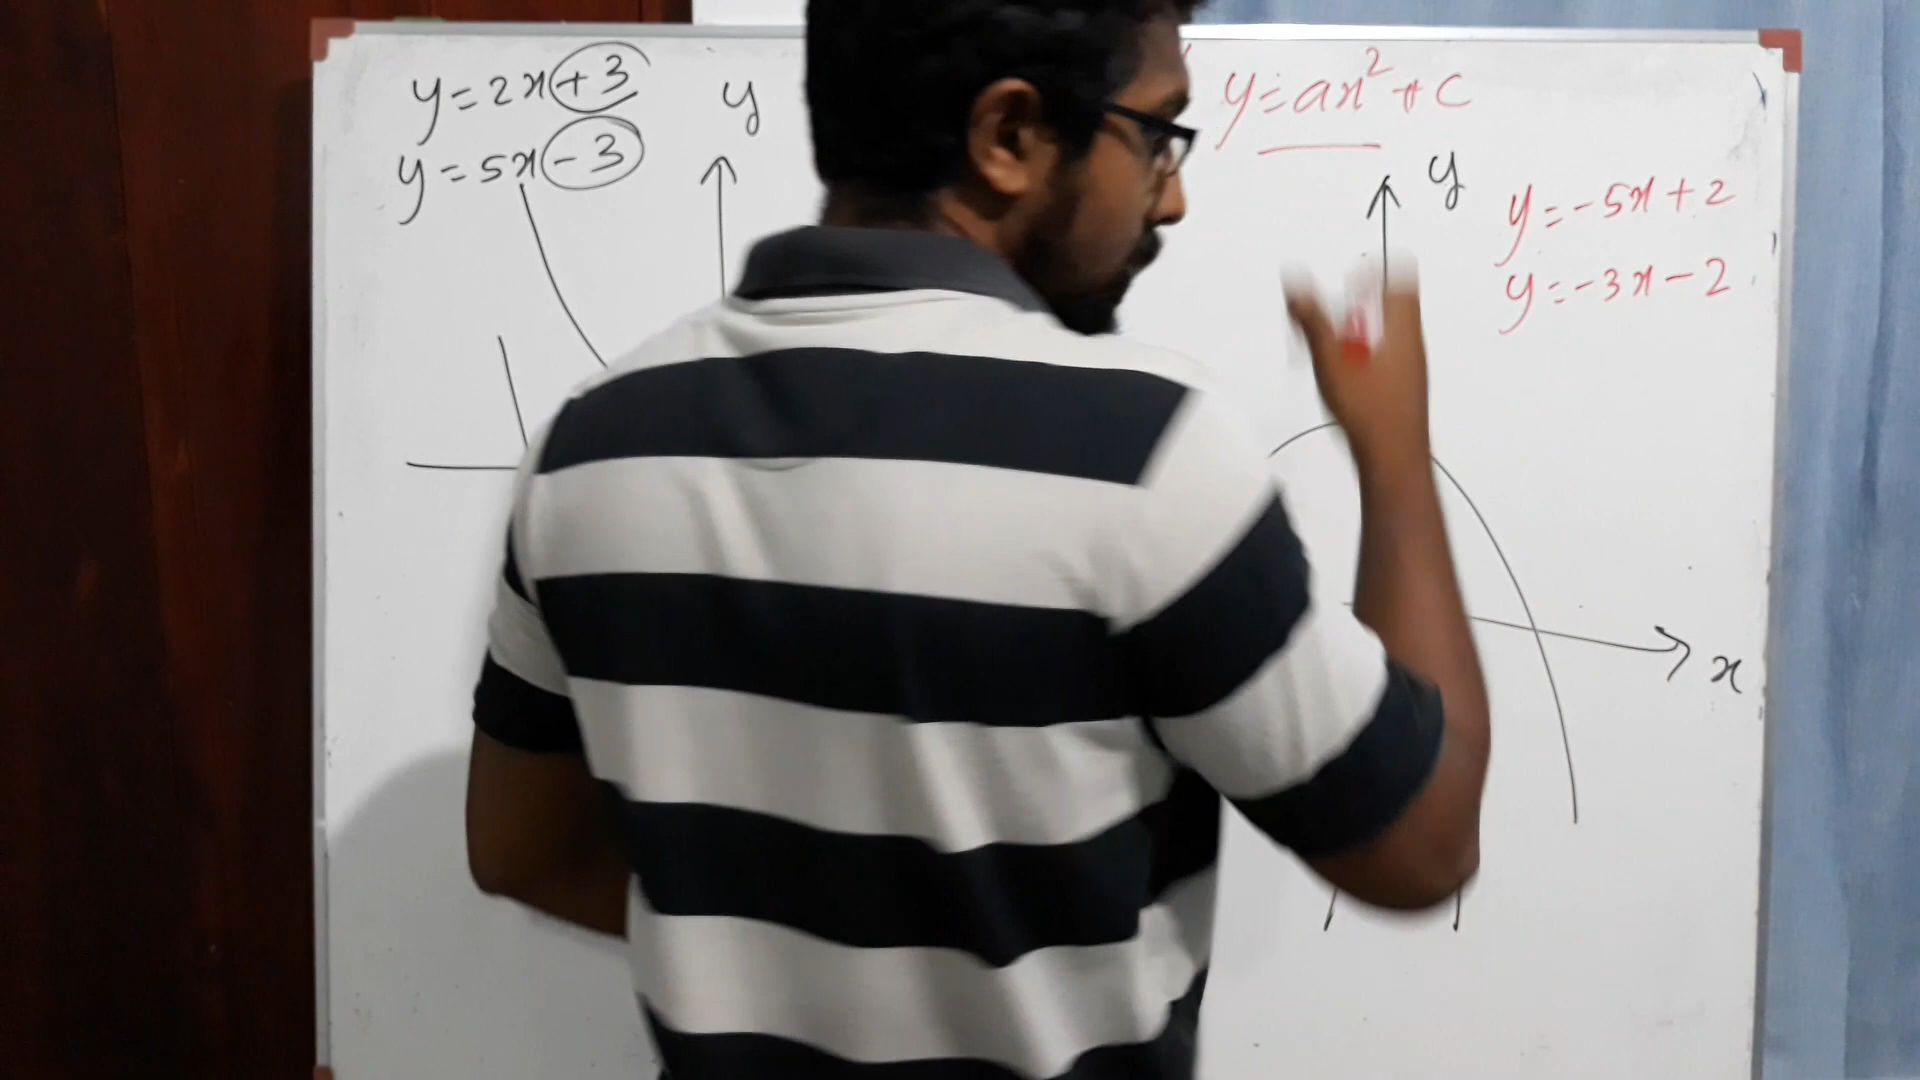 y=2x+3
y=5x-3
y
y=ax²+c
y
y=-5x+2
y=-3x-2
x